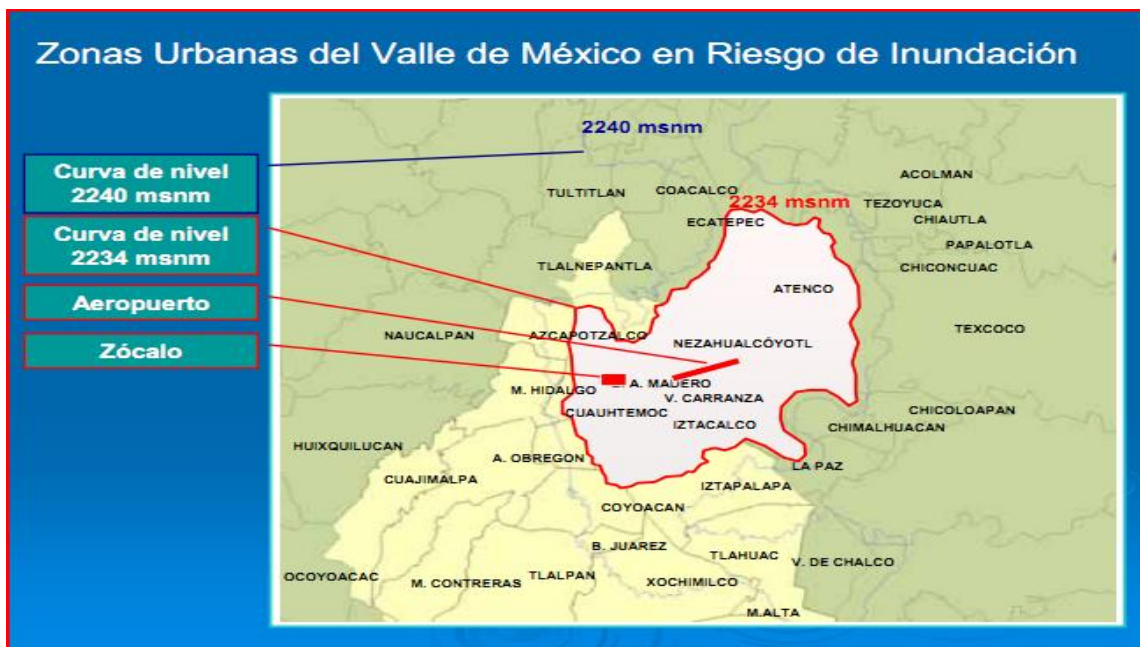 Zonas Urbanas del Valle de México en Riesgo de Inundación
Curva de nivel
2240 msnm
Curva de nivel
2234 msnm
Aeropuerto
Zócalo
2240 msnm
ACOLMAN
TULTITLAN
COACALCO
2234 msnm
TEZOYUCA
ECATEPEC
CHIAUTLA
PAPALOTLA
TLALNEPANTLA
CHICONCUAC
ATENCO
NAUCALPAN
AZCAPOTZALCO
NEZAHUALCÓYOTL
TEXCOCO
M. HIDALGO
A. MADERO
V. CARRANZA
CUAUHTEMOC
IZTACALCO
CHICOLOAPAN
CHIMALHUACAN
HUIXQUILUCAN
A. OBREGON
LA PAZ
CUAJIMALPA
IZTAPALAPA
COYOACAN
B. JUAREZ
TLAHUAC
V. DE CHALCO
OCOYOACAC
M. CONTRERAS
TLALPAN
XOCHIMILCO
M.ALTA